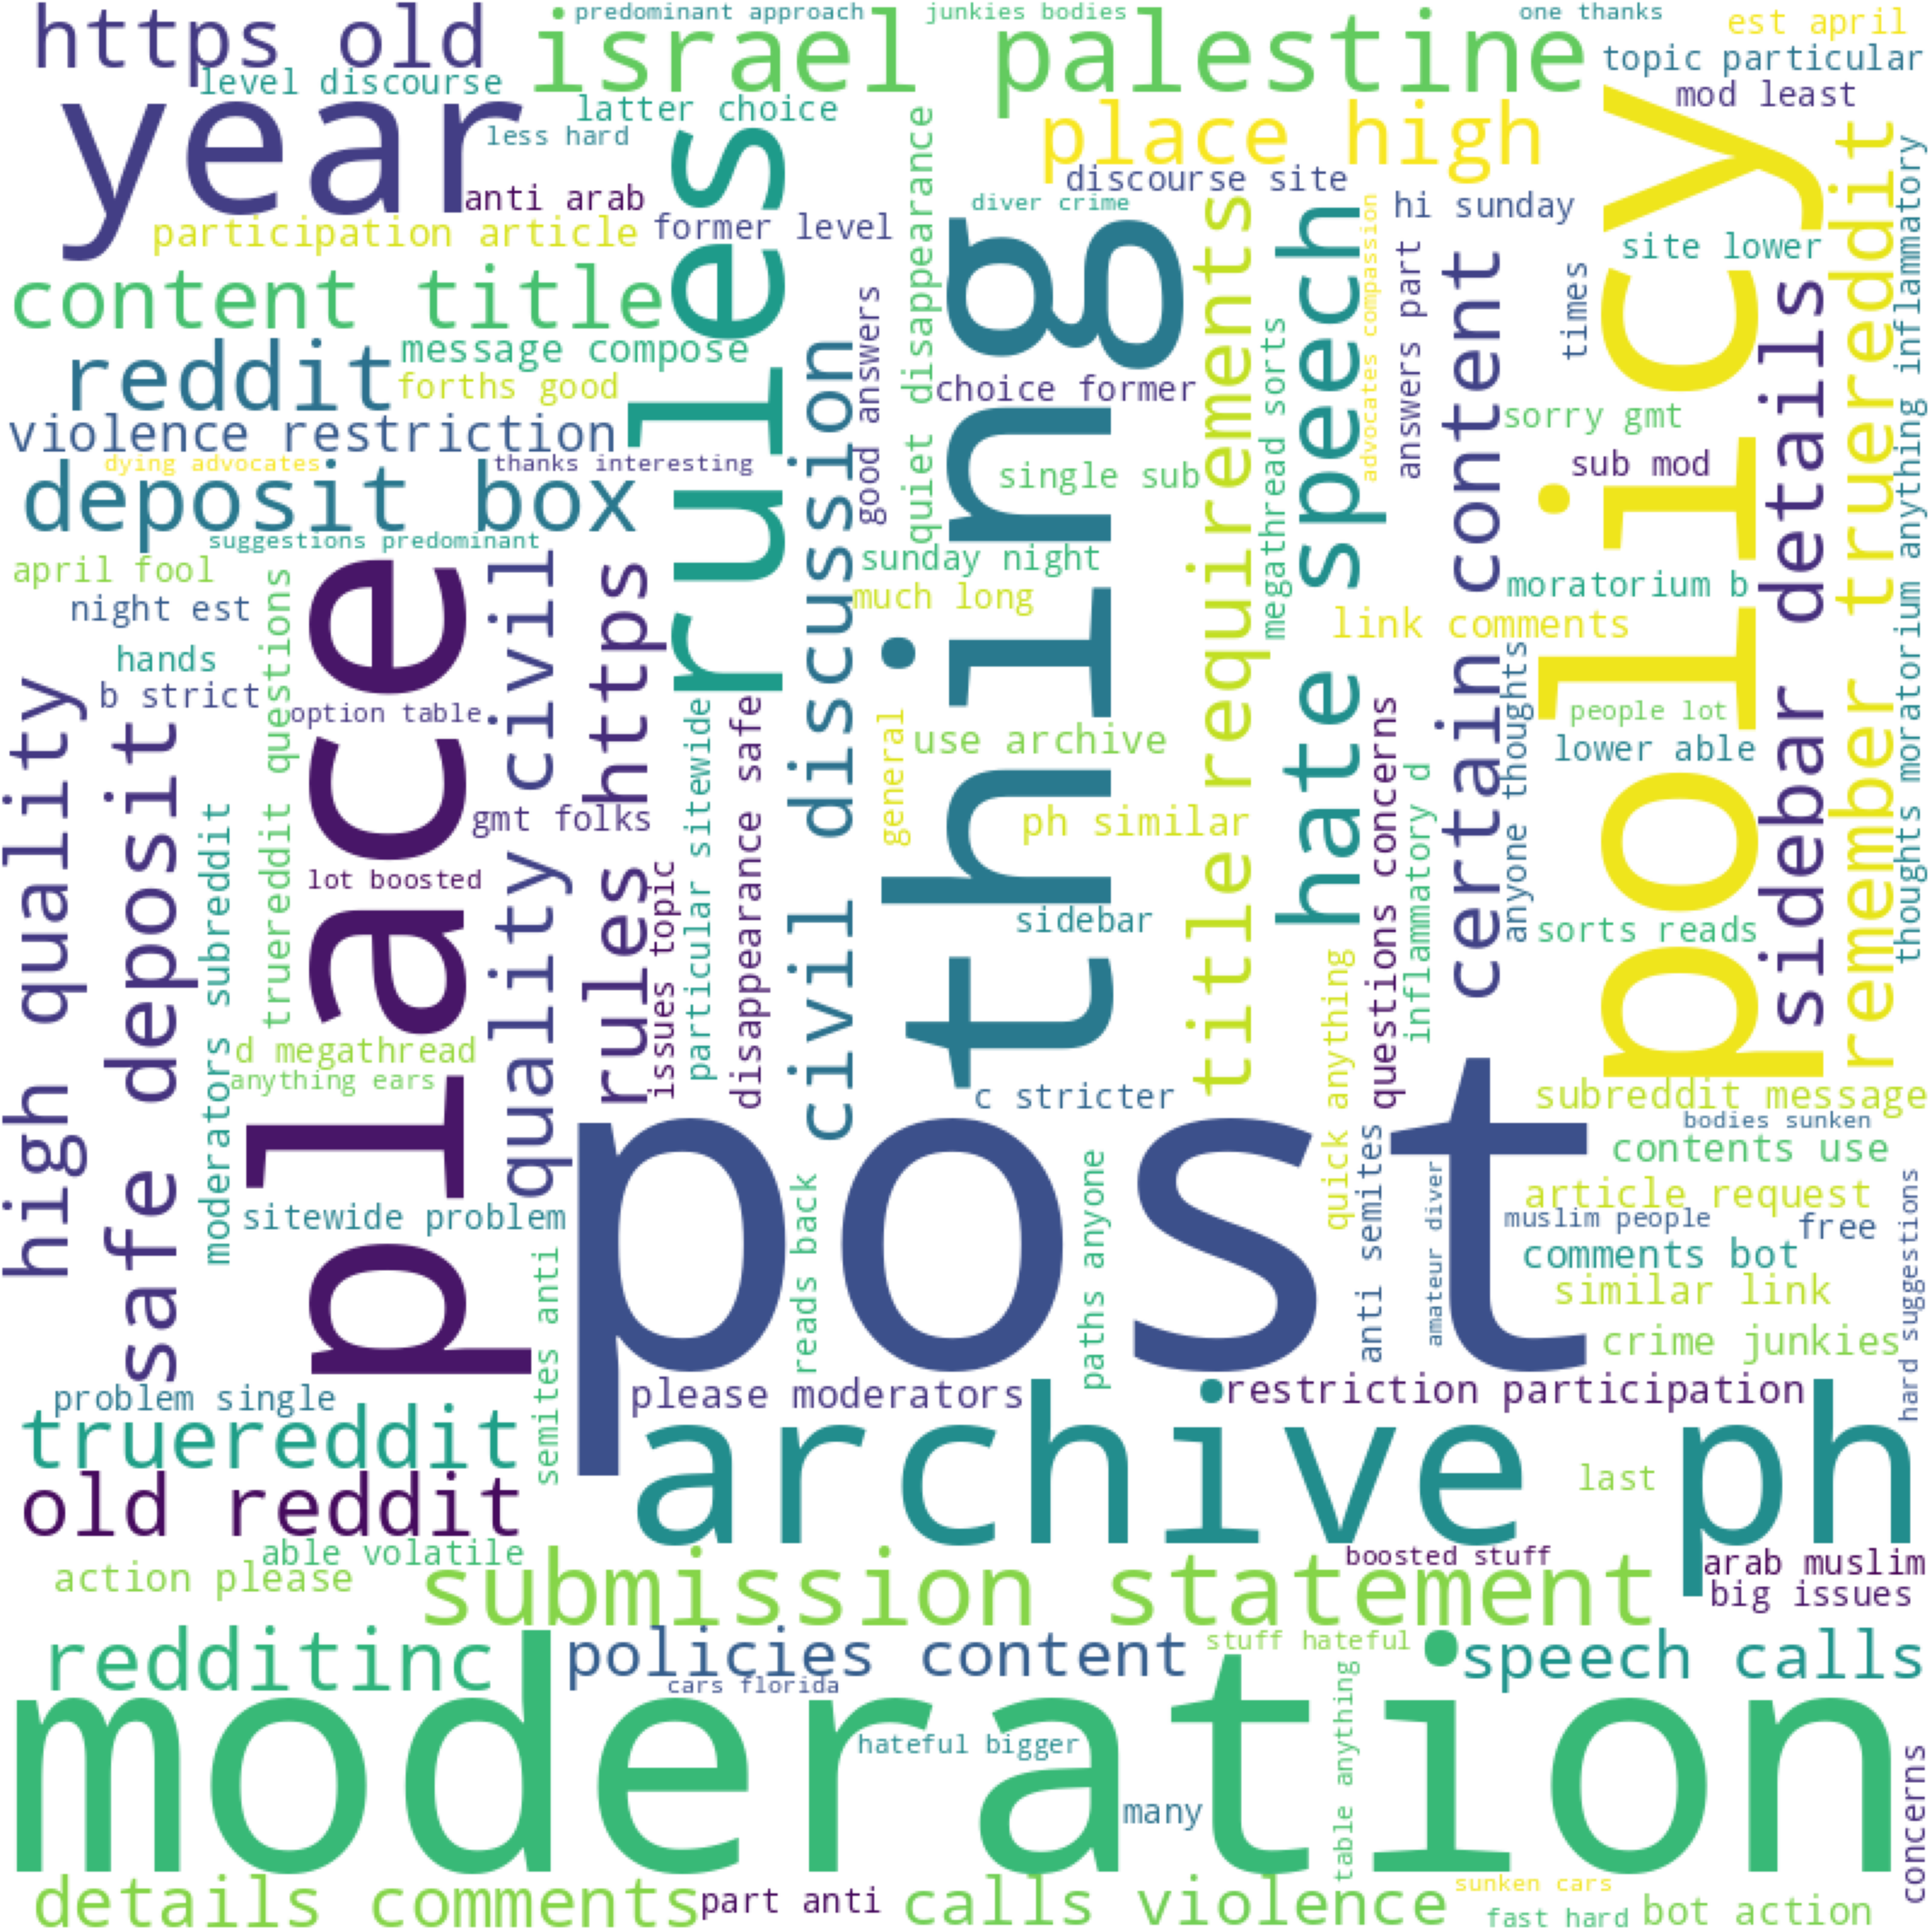 https old
israel palestine
predominant approach
junkies bodies
one thanks
est april
level discourse
latter choice
topic particular
mod least
year
less hard
place high
discourse site
anti arab
diver crime
hi sunday
participation article
former level
site lower
content title
rules
thing
policy
reddit
message compose
forths good
choice former
violence restriction
sorry gmt
dying advocates
thanks interesting
sub mod
deposit box
single sub
suggestions predominant
sunday night
april fool
moratorium b
night est
much long
link comments
hands
b strict
option table
people lot
use archive
lower able
gmt folks
ph similar
lot boosted
sidebar
sorts reads
d megathread
anything ears
c stricter
subreddit message
high quality
safe deposit
moderators subreddit
truereddit questions
place
quality civil
rules https
issues topic
particular sitewide
disappearance safe
civil discussion
good answers
quiet disappearance
general
title requirements
megathread sorts
hate speech
advocates compassion
answers part
questions concerns
inflammatory d
certain content
anyone thoughts
times
sidebar details
remember truereddit
thoughts moratorium
anything inflammatory
bodies sunken
contents use
article request
muslim people
free
sitewide problem
comments bot
similar link
crime junkies
post
semites anti
reads back
paths anyone
quick anything
anti semites
amateur diver
hard suggestions
problem single
please moderators
restriction participation
truereddit
archive ph
last
old reddit
able volatile
action please
submission statement
boosted stuff
arab muslim
big issues
redditinc
policies content
stuff hateful
speech calls
cars florida
moderation
hateful bigger
many
table anything
concerns
details comments
part anti
calls violence
sunken cars
fast hard
bot action